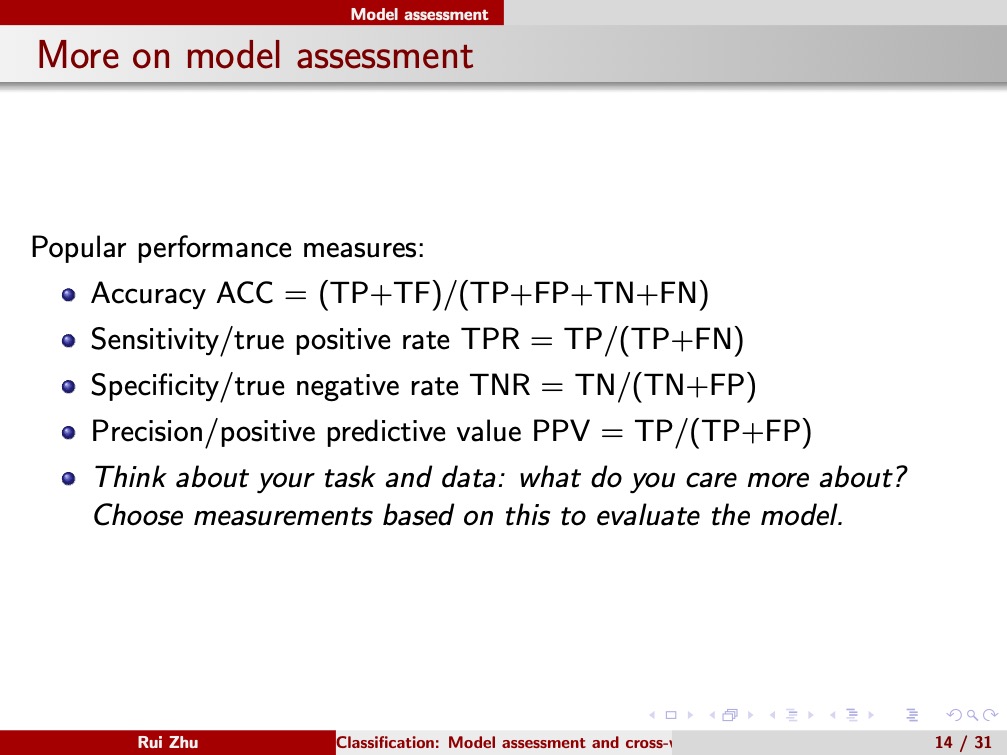 Model assessment
More on model assessment
Popular performance measures:
Accuracy ACC = (TP+TF)/(TP+FP+TN+FN)
Sensitivity/true positive rate TPR = TP/(TP+FN)
Specificity/true negative rate TNR = TN/(TN+FP)
Precision/positive predictive value PPV = TP/(TP+FP)
Think about your task and data: what do you care more about?
Choose measurements based on this to evaluate the model.
Rui Zhu Classification: Model assessment and cross- 14 / 31